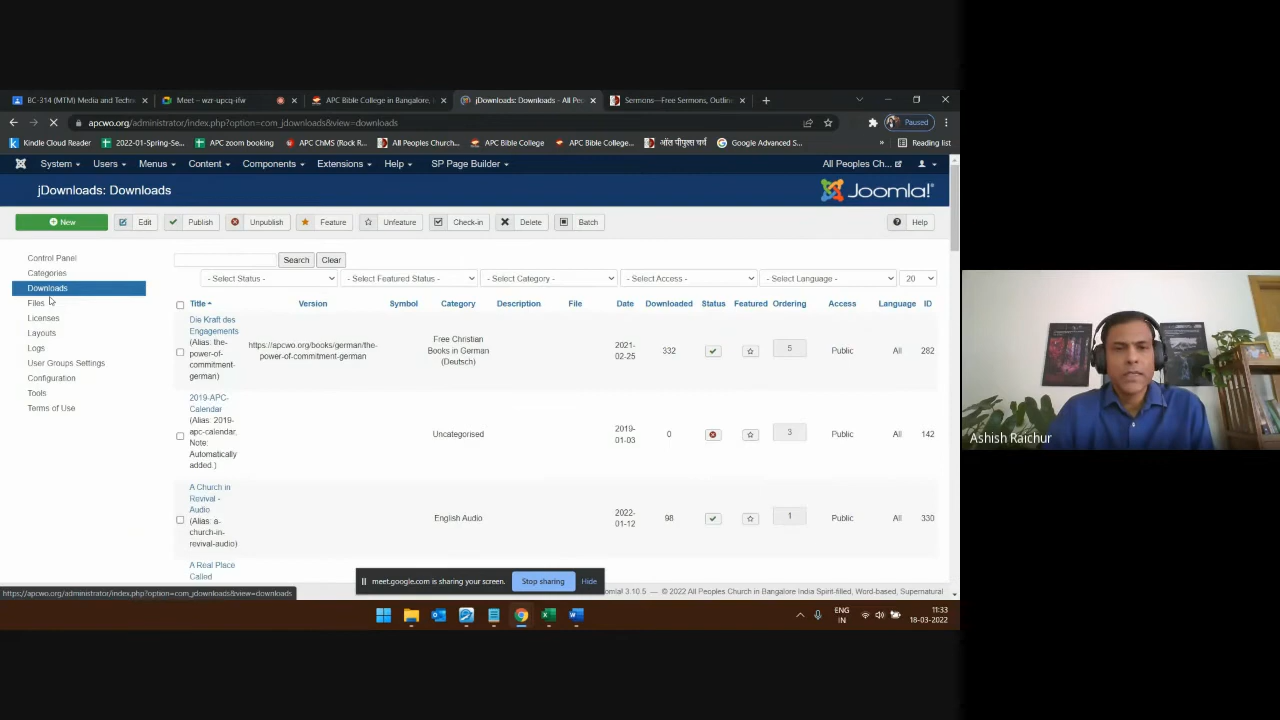 BC-314 (MTM) Media and Techn
Meet – wzr-upcq-ifw
APC Bible College in Bangalore,
jDownloads: Downloads - All Peo
Sermons—Free Sermons, Outline
apcwo.org/administrator/index.php?option=com_jdownloads&view=downloads
Paused
Kindle Cloud Reader
2022-01-Spring-Se...
APC zoom booking
APC ChMS (Rock R...
All Peoples Church...
APC Bible College
APC Bible College...
ऑल पीपुल्स चर्च
Google Advanced S...
Reading list
System
Users
Menus
Content
Components
Extensions
Help
SP Page Builder
All Peoples Ch...
jDownloads: Downloads
Joomla!®
New
Edit
Publish
Unpublish
Feature
Unfeature
Check-in
Delete
Batch
Help
Control Panel
Categories
Downloads
Files
Licenses
Layouts
Logs
User Groups Settings
Configuration
Tools
Terms of Use
Search
Clear
- Select Status -
- Select Featured Status -
- Select Category -
- Select Access -
- Select Language -
20
Title
Version
Symbol
Category
Description
File
Date
Downloaded
Status
Featured
Ordering
Access
Language
ID
Die Kraft des
Engagements
(Alias: the-
power-of-
commitment-
german)
https://apcwo.org/books/german/the-
power-of-commitment-german
Free Christian
Books in German
(Deutsch)
2021-
02-25
332
5
Public
All
282
2019-APC-
Calendar
(Alias: 2019-
apc-calendar,
Note:
Automatically
added.)
Uncategorised
2019-
01-03
0
3
Public
All
142
A Church in
Revival -
Audio
(Alias: a-
church-in-
revival-audio)
English Audio
2022-
01-12
98
1
Public
All
330
A Real Place
Called
meet.google.com is sharing your screen.
Stop sharing
Hide
https://apcwo.org/administrator/index.php?option=com_jdownloads&view=downloads
3.10.5 — © 2022 All Peoples Church in Bangalore India Spirit-filled, Word-based, Supernatural
ENG
IN
11:33
18-03-2022
Ashish Raichur